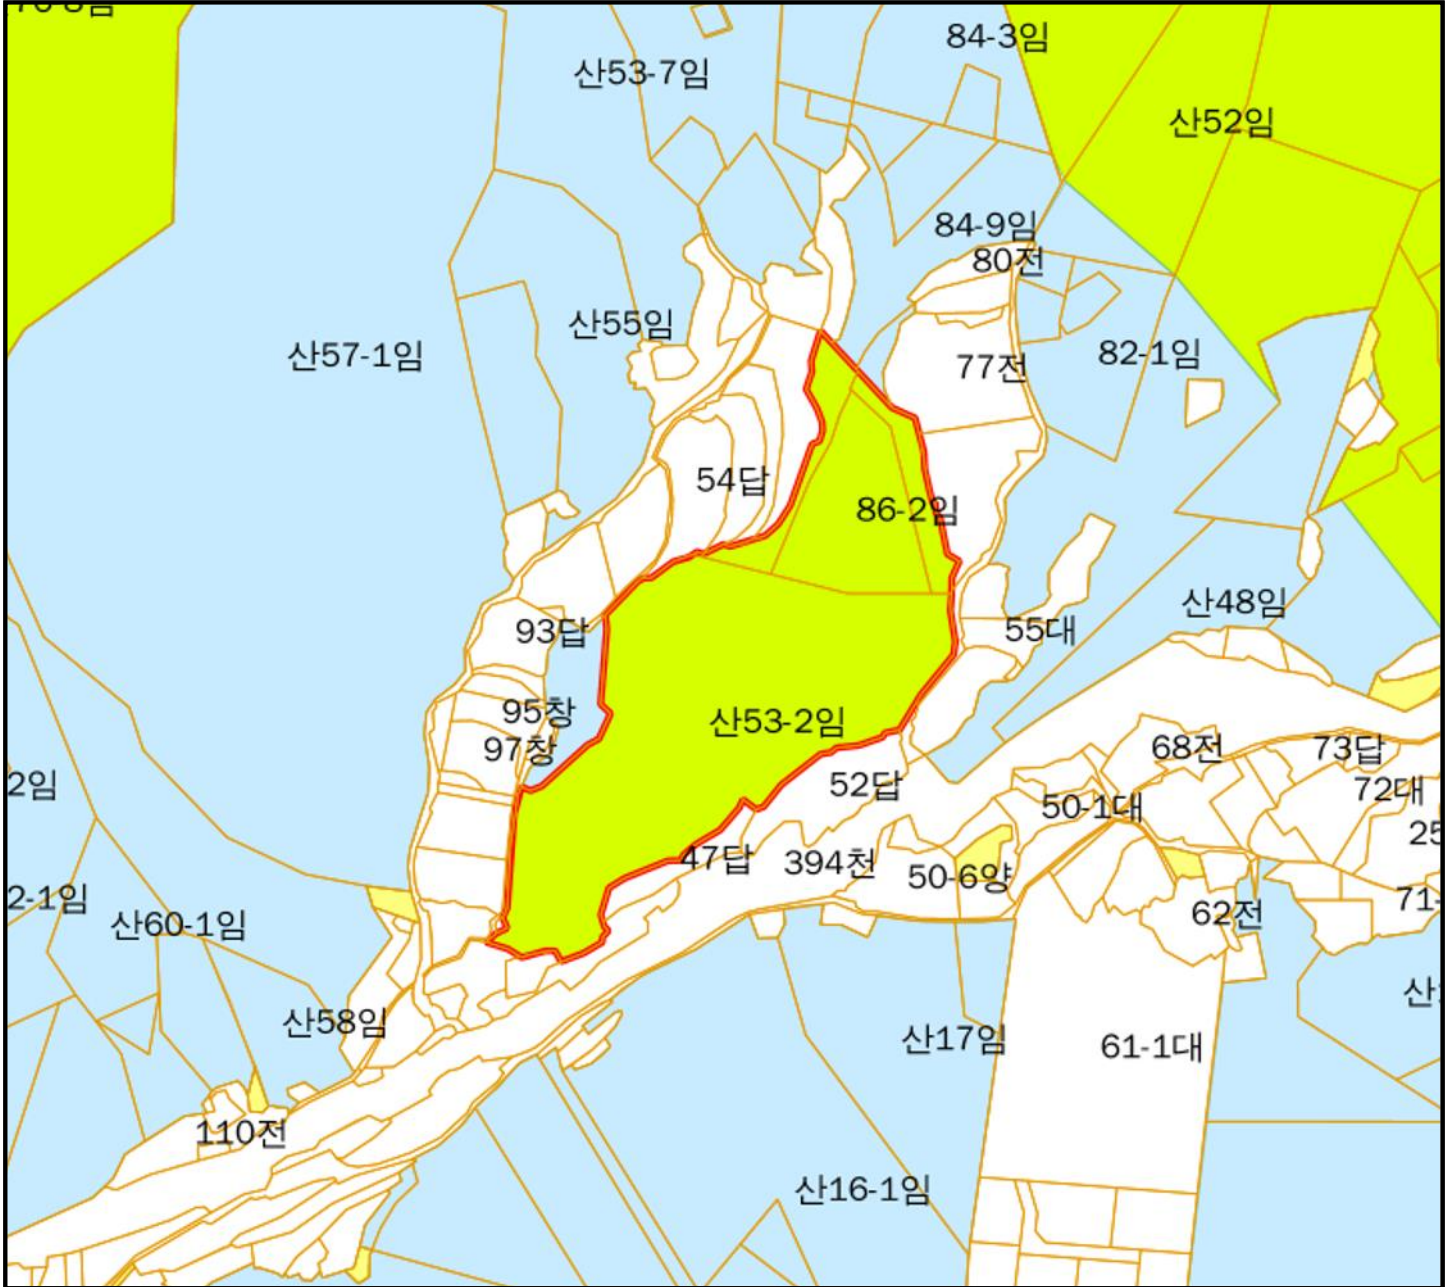 84-3임
산53-7임
산52임
84-9임
80전
산55임
산57-1임
82-1임
77전
54답
86-2임
산48임
93답
55대
95창
산53-2임
97창
68전
73답
2임
52답
72대
50-1대
25
47답
394천
50-6양
2-1임
71-
62전
산60-1임
산
산58임
산17임
61-1대
110전
산16-1임